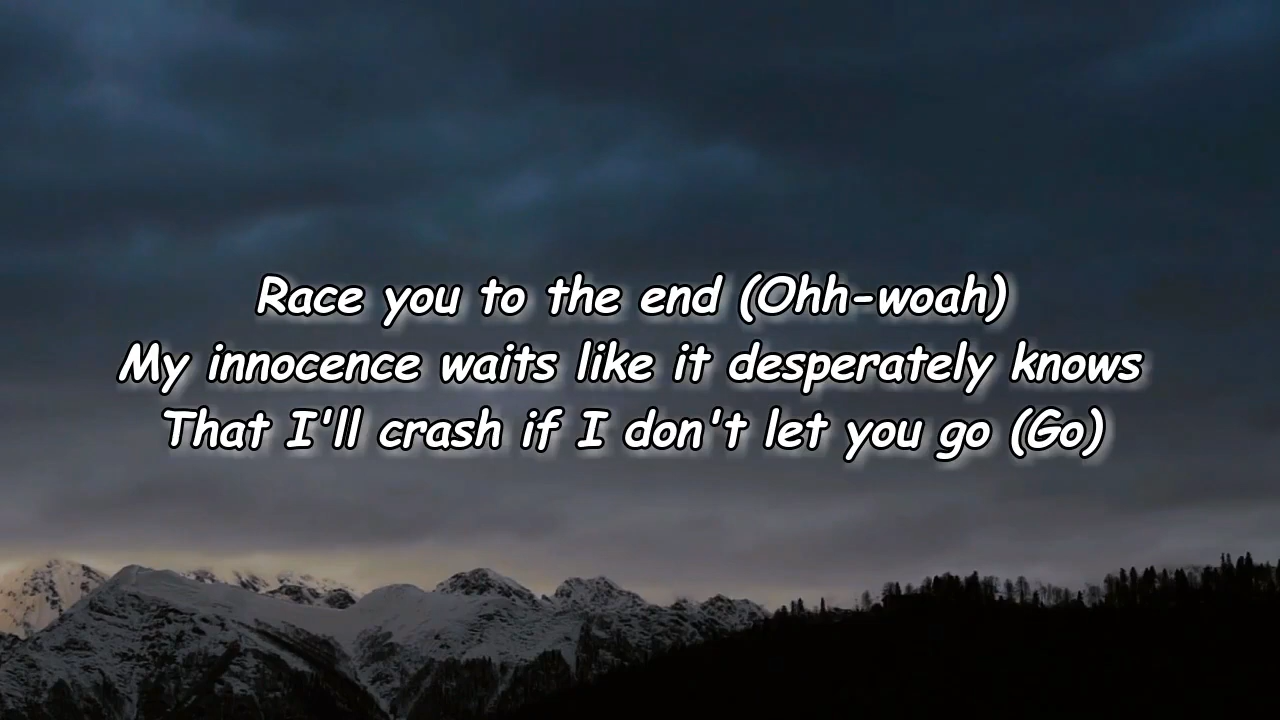 Race you to the end (Ohh-woah)
My innocence waits like it desperately knows
That I'll crash if I don't let you go (Go)